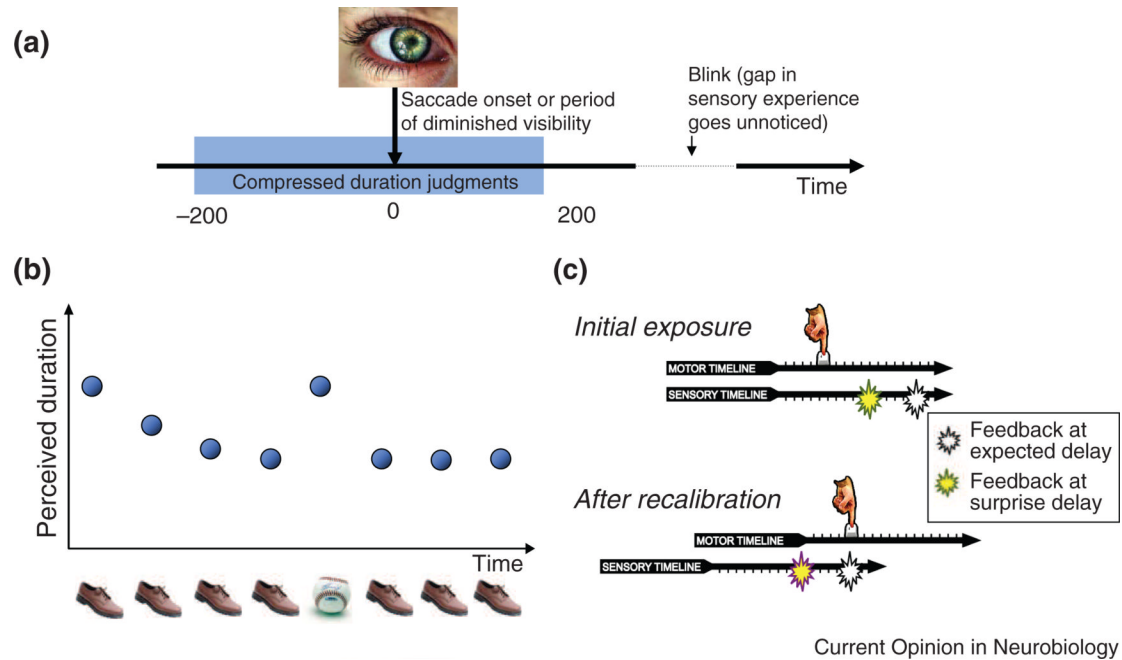 (a)
Saccade onset or period
of diminished visibility
Blink (gap in
sensory experience
goes unnoticed)
Compressed duration judgments
Time
–200
0
200
(b)
Perceived duration
Time
(c)
Initial exposure
MOTOR TIMELINE
SENSORY TIMELINE
Feedback at
expected delay
Feedback at
surprise delay
After recalibration
MOTOR TIMELINE
SENSORY TIMELINE
Current Opinion in Neurobiology